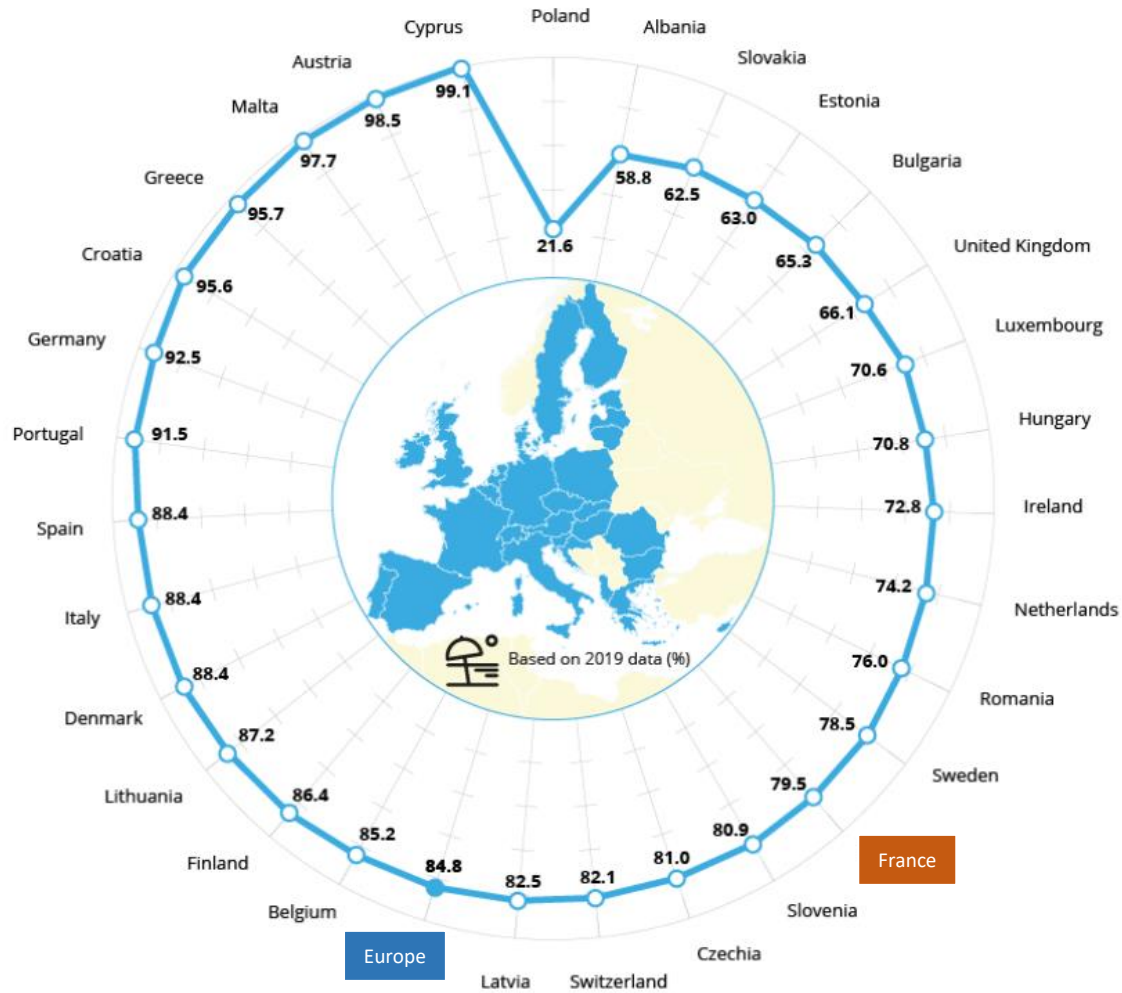 Poland
21.6
Albania
58.8
Slovakia
62.5
Estonia
63.0
Bulgaria
65.3
United Kingdom
66.1
Luxembourg
70.6
Hungary
70.8
Ireland
72.8
Netherlands
74.2
Romania
76.0
Sweden
78.5
France
79.5
Slovenia
80.9
Czechia
81.0
Switzerland
82.1
Latvia
82.5
Europe
84.8
Belgium
85.2
Finland
86.4
Lithuania
87.2
Denmark
88.4
Italy
88.4
Spain
88.4
Portugal
91.5
Germany
92.5
Croatia
95.6
Greece
95.7
Malta
97.7
Austria
98.5
Cyprus
99.1
Based on 2019 data (%)